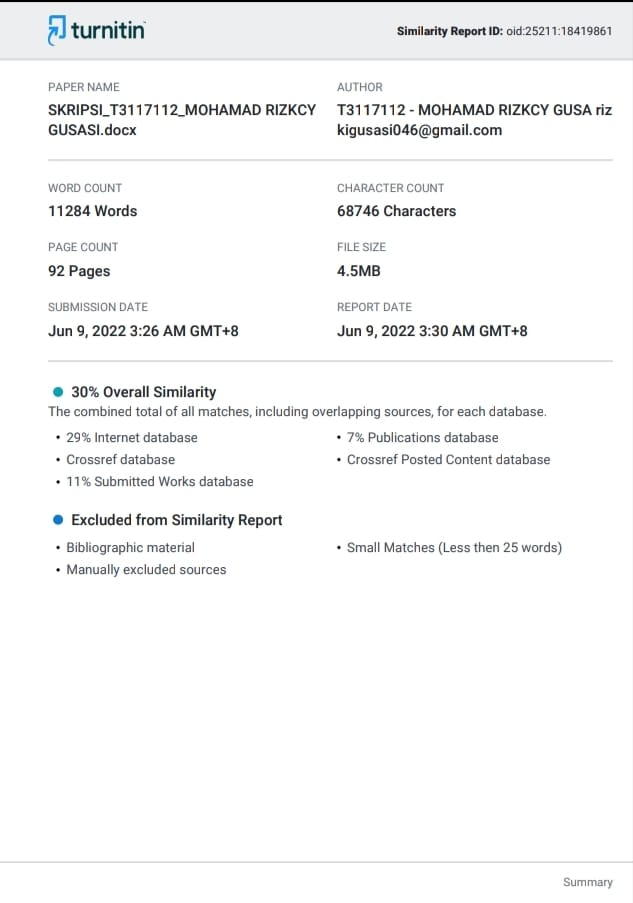 turnitin
Similarity Report ID: oid:25211:18419861
PAPER NAME
SKRIPSI_T3117112_MOHAMAD RIZKCY
GUSASI.docx
AUTHOR
T3117112 - MOHAMAD RIZKCY GUSA riz
kigusasi046@gmail.com
WORD COUNT
11284 Words
CHARACTER COUNT
68746 Characters
PAGE COUNT
92 Pages
FILE SIZE
4.5MB
SUBMISSION DATE
Jun 9, 2022 3:26 AM GMT+8
REPORT DATE
Jun 9, 2022 3:30 AM GMT+8
30% Overall Similarity
The combined total of all matches, including overlapping sources, for each database.
• 29% Internet database
• 7% Publications database
• Crossref database
• Crossref Posted Content database
• 11% Submitted Works database
Excluded from Similarity Report
• Bibliographic material
• Small Matches (Less then 25 words)
• Manually excluded sources
Summary